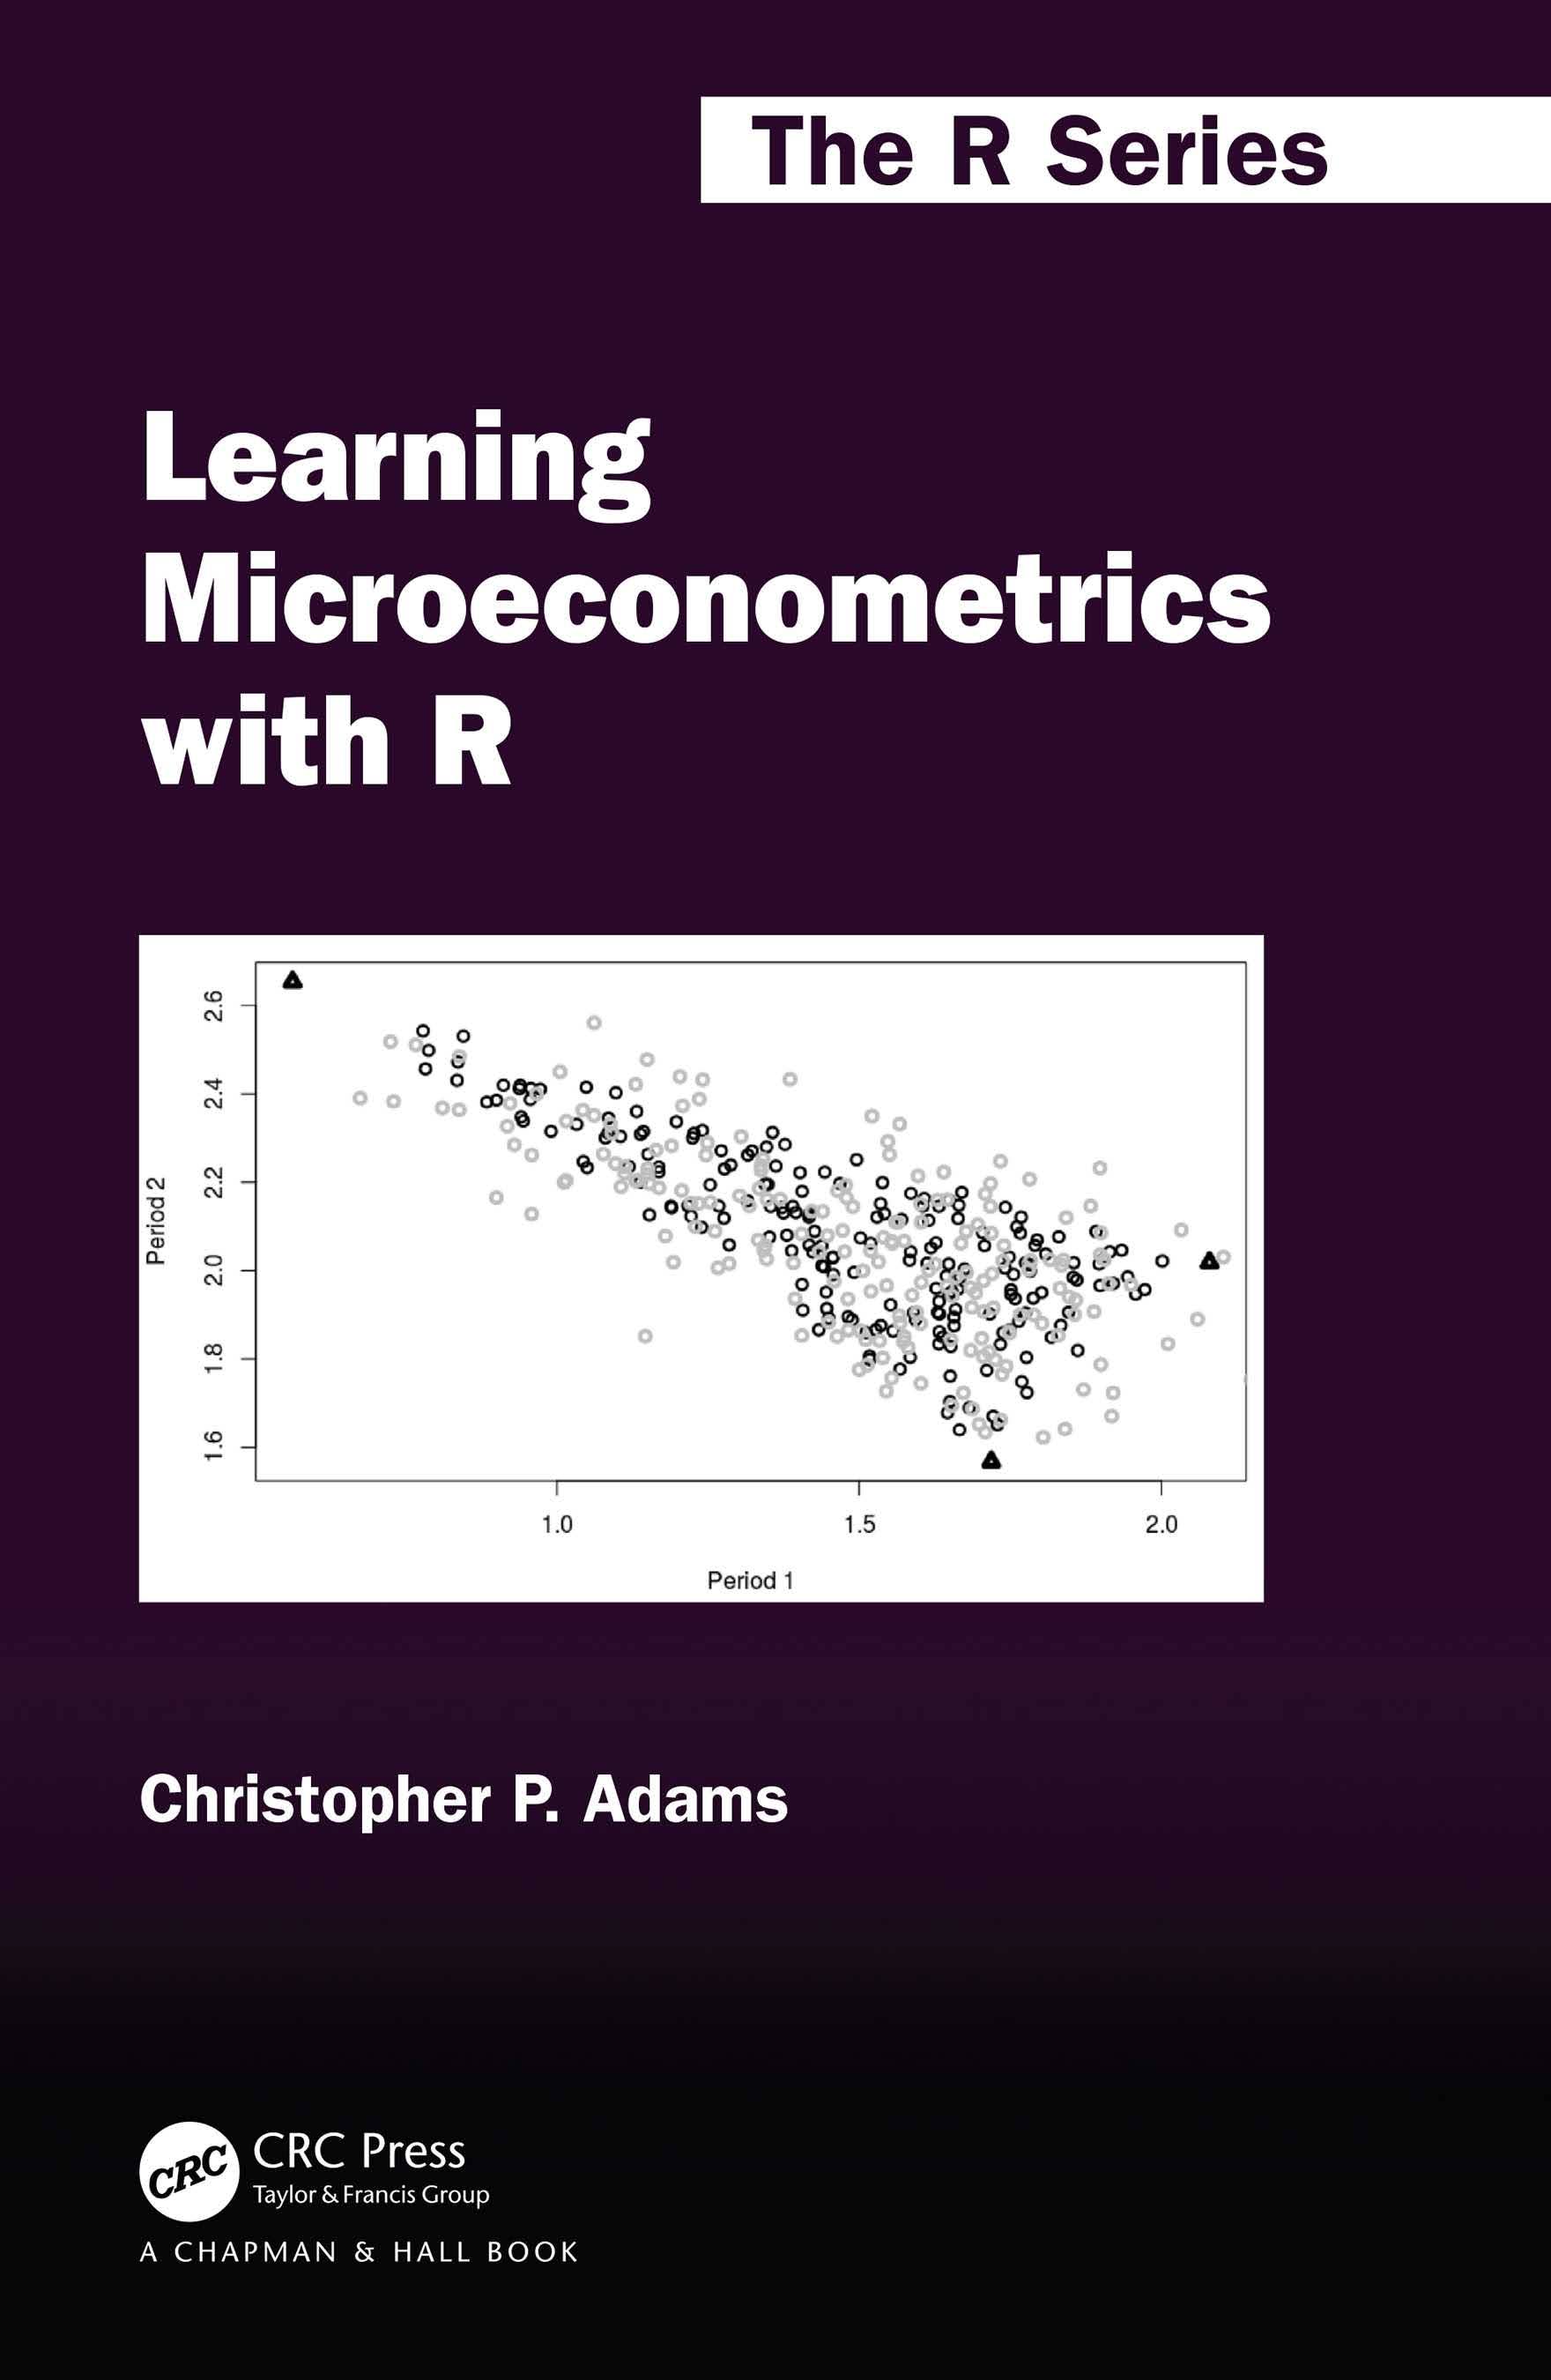 The R Series
Learning
Microeconometrics
with R
2.6
2.4
2.2
2.0
1.8
1.6
Period 2
1.0 1.5 2.0
Period 1
Christopher P. Adams
CRC
CRC Press
Taylor & Francis Group
A CHAPMAN & HALL BOOK